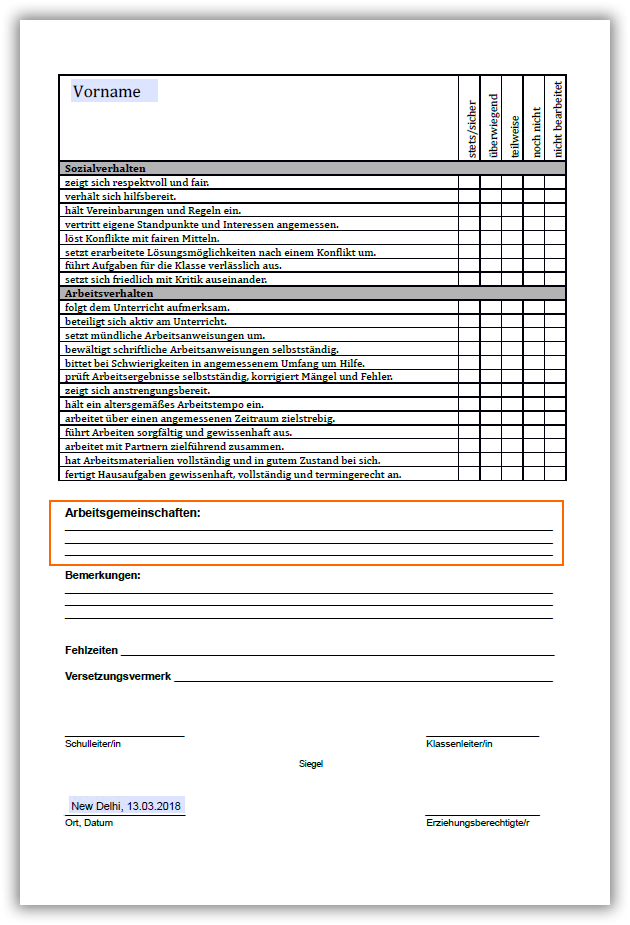 Vorname
stets/sicher
überwiegend
teilweise
noch nicht
nicht bearbeitet
Sozialverhalten
zeigt sich respektvoll und fair.
verhält sich hilfsbereit.
hält Vereinbarungen und Regeln ein.
vertritt eigene Standpunkte und Interessen angemessen.
löst Konflikte mit fairen Mitteln.
setzt erarbeitete Lösungsmöglichkeiten nach einem Konflikt um.
führt Aufgaben für die Klasse verlässlich aus.
setzt sich friedlich mit Kritik auseinander.
Arbeitsverhalten
folgt dem Unterricht aufmerksam.
beteiligt sich aktiv am Unterricht.
setzt mündliche Arbeitsanweisungen um.
bewältigt schriftliche Arbeitsanweisungen selbstständig.
bittet bei Schwierigkeiten in angemessenem Umfang um Hilfe.
prüft Arbeitsergebnisse selbstständig, korrigiert Mängel und Fehler.
zeigt sich anstrengungsbereit.
hält ein altersgemäßes Arbeitstempo ein.
arbeitet über einen angemessenen Zeitraum zielstrebig.
führt Arbeiten sorgfältig und gewissenhaft aus.
arbeitet mit Partnern zielführend zusammen.
hat Arbeitsmaterialien vollständig und in gutem Zustand bei sich.
fertigt Hausaufgaben gewissenhaft, vollständig und termingerecht an.
Arbeitsgemeinschaften:
Bemerkungen:
Fehlzeiten
Versetzungsvermerk
Schulleiter/in
Klassenleiter/in
Siegel
New Delhi, 13.03.2018
Ort, Datum
Erziehungsberechtigte/r